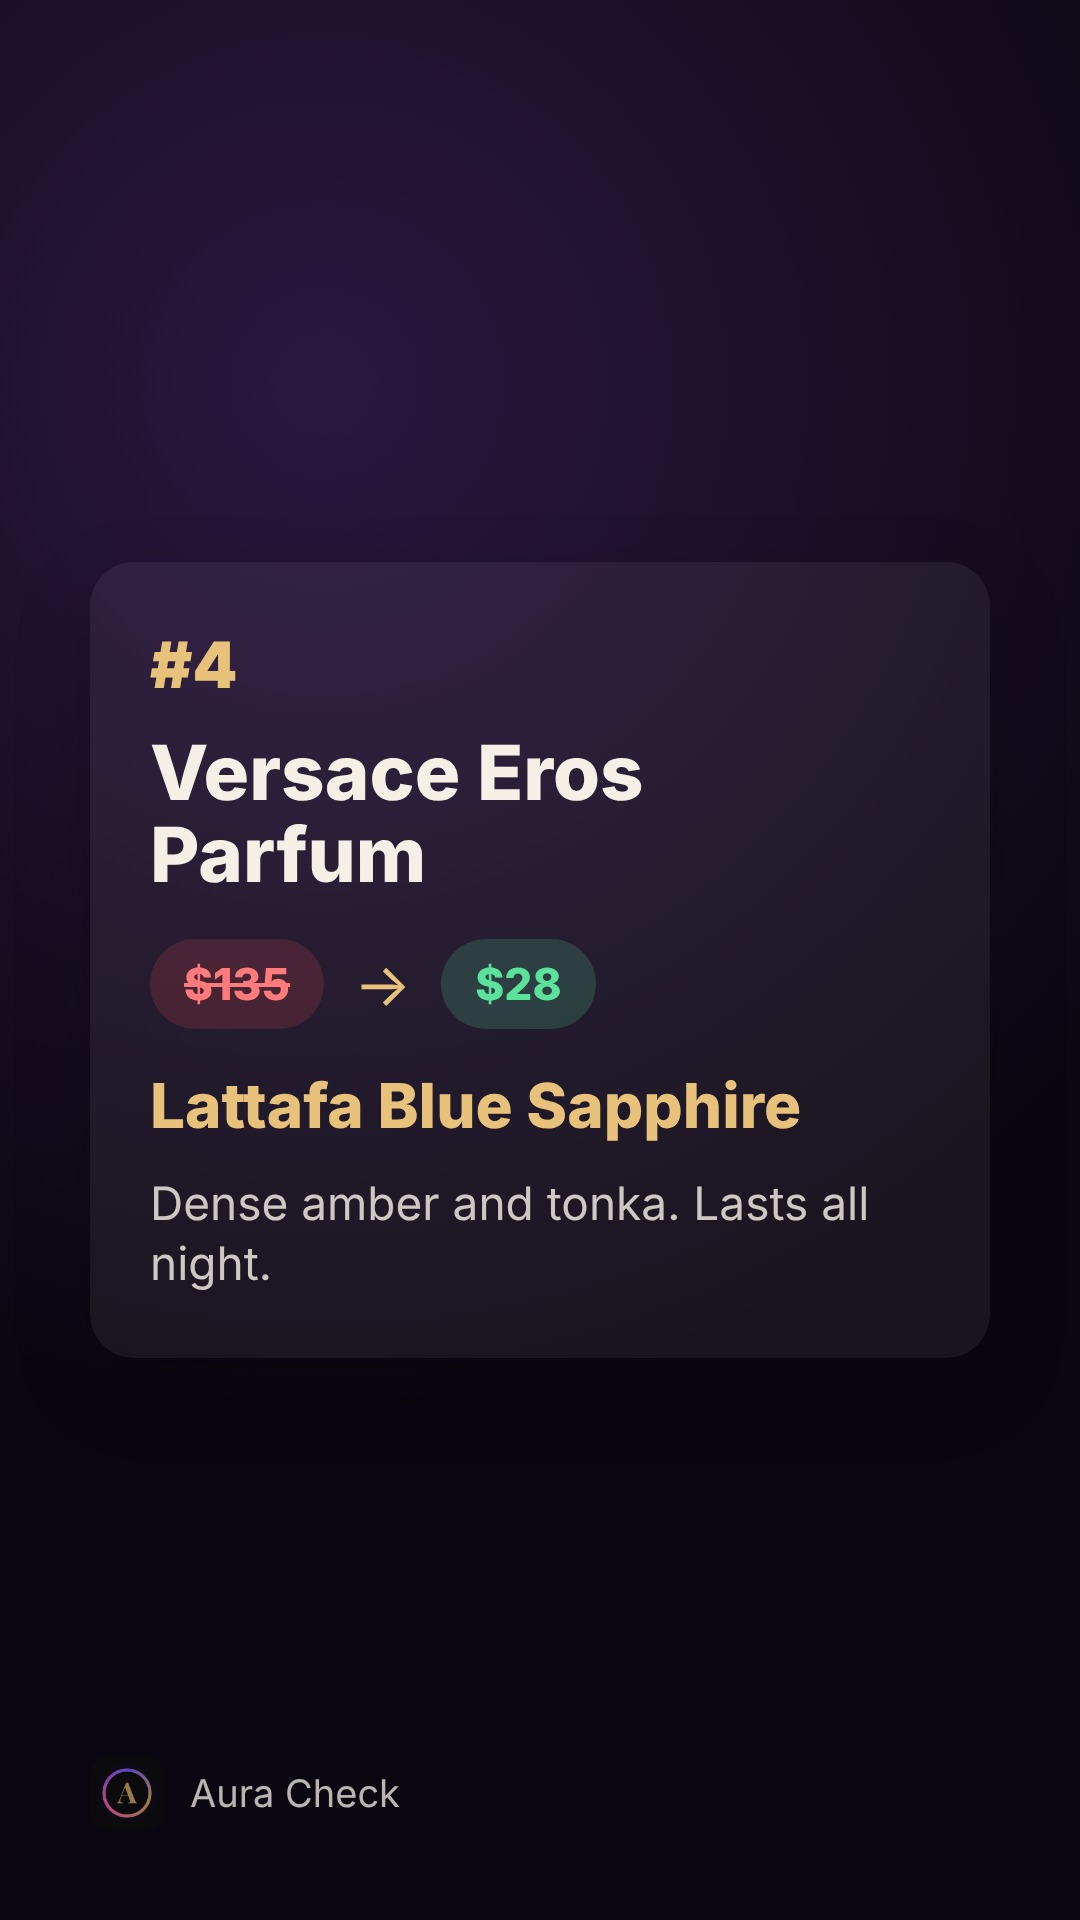 #4
Versace Eros
Parfum
$135 → $28
Lattafa Blue Sapphire
Dense amber and tonka. Lasts all
night.
A Aura Check